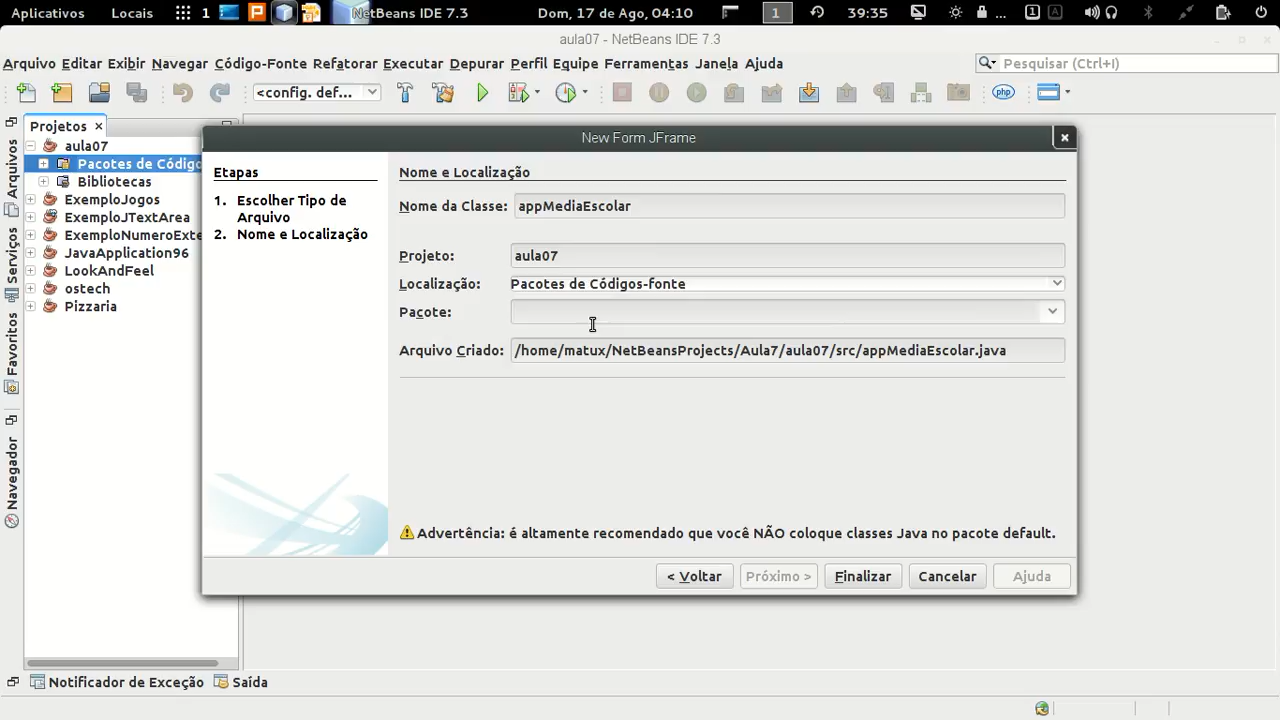 Aplicativos Locais 1 NetBeans IDE 7.3 Dom, 17 de Ago, 04:10 1 39:35 1 A
aula07 - NetBeans IDE 7.3
Arquivo Editar Exibir Navegar Código-Fonte Refatorar Executar Depurar Perfil Equipe Ferramentas Janela Ajuda Pesquisar (Ctrl+I)
<config. def... php
Projetos
aula07
Pacotes de Código
Bibliotecas
ExemploJogos
ExemploJTextArea
ExemploNumeroExte
JavaApplication96
LookAndFeel
ostech
Pizzaria
Arquivos
Serviços
Favoritos
Navegador
New Form JFrame
Etapas
1. Escolher Tipo de
Arquivo
2. Nome e Localização
Nome e Localização
Nome da Classe: appMediaEscolar
Projeto: aula07
Localização: Pacotes de Códigos-fonte
Pacote:
Arquivo Criado: /home/matux/NetBeansProjects/Aula7/aula07/src/appMediaEscolar.java
Advertência: é altamente recomendado que você NÃO coloque classes Java no pacote default.
< Voltar Próximo > Finalizar Cancelar Ajuda
Notificador de Exceção Saída